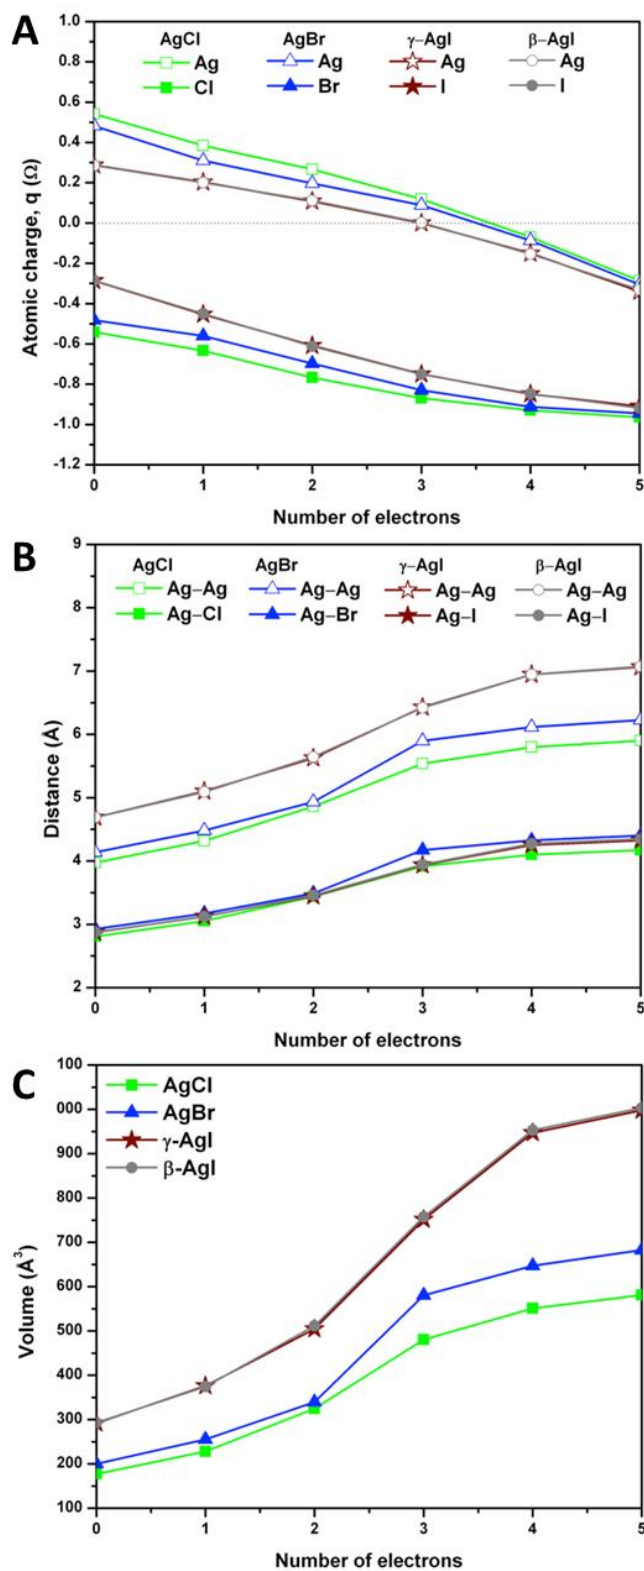 A
AgCl AgBr γ–AgI β–AgI
Ag Ag Ag Ag
Cl Br I I
1.0
0.8
0.6
0.4
0.2
0.0
-0.2
-0.4
-0.6
-0.8
-1.0
-1.2
Atomic charge, q (Ω)
0 1 2 3 4 5
Number of electrons
B
AgCl AgBr γ–AgI β–AgI
Ag–Ag Ag–Ag Ag–Ag Ag–Ag
Ag–Cl Ag–Br Ag–I Ag–I
9
8
7
6
5
4
3
2
Distance (Å)
0 1 2 3 4 5
Number of electrons
C
AgCl
AgBr
γ-AgI
β-AgI
100
000
900
800
700
600
500
400
300
200
100
Volume (Å³)
0 1 2 3 4 5
Number of electrons